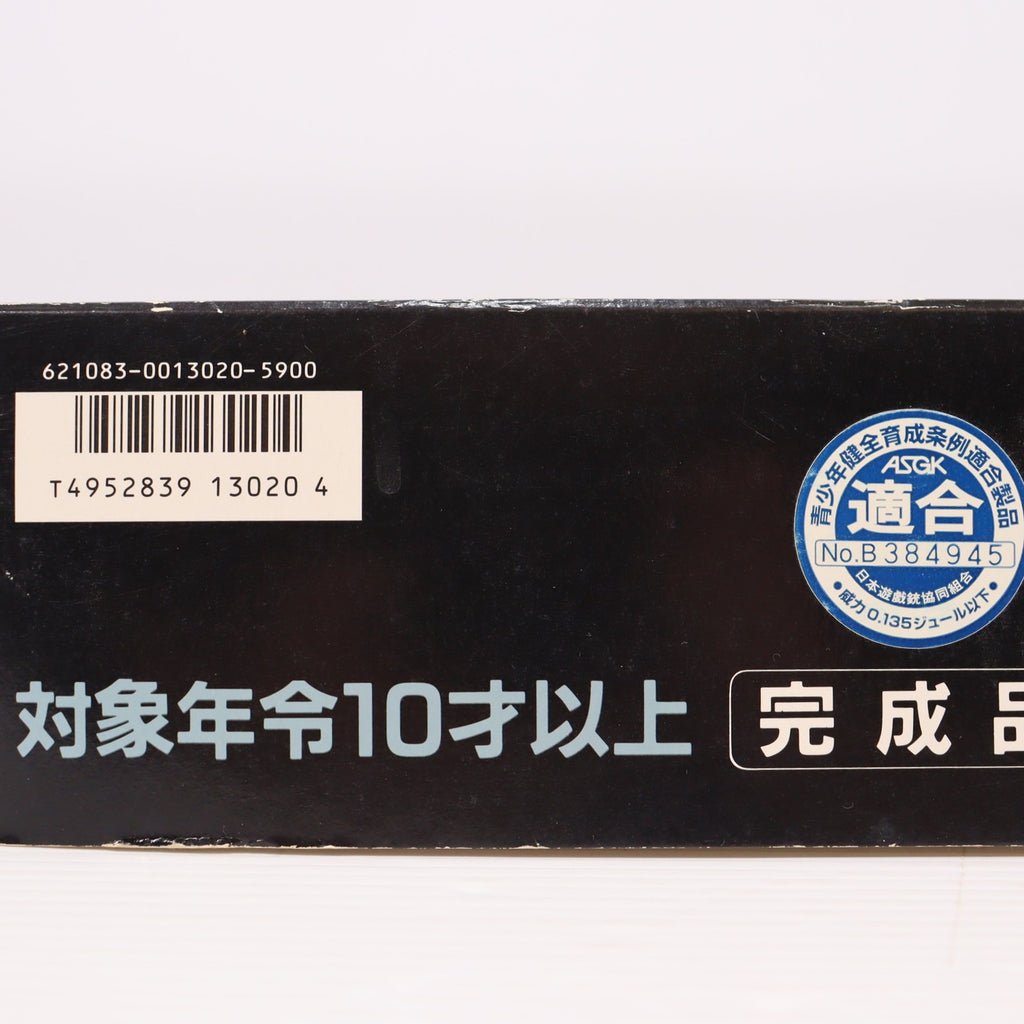 621083-0013020-5900
T4952839 13020 4
青少年健全育成条例適合製品
ASGK
適合
No.B384945
日本遊戯銃協同組合
・威力0.135ジュール以下・
対象年令10才以上
完成品